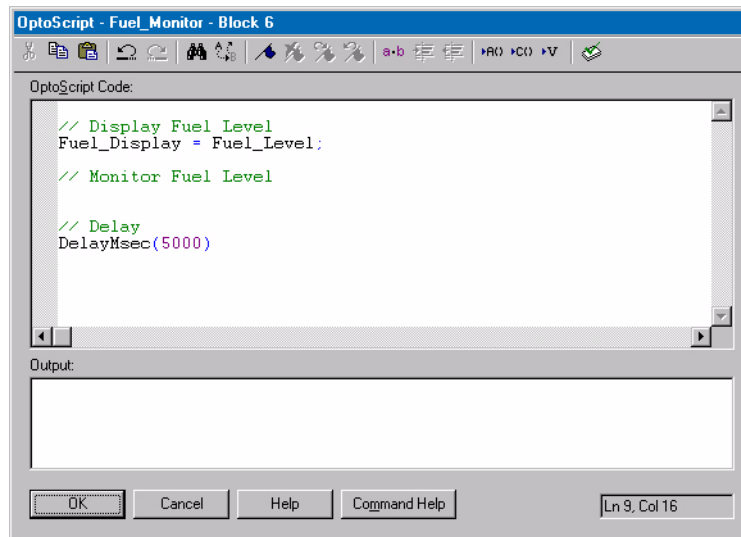 OptoScript - Fuel_Monitor - Block 6
a·b A() C() V
OptoScript Code:
// Display Fuel Level
Fuel_Display = Fuel_Level;
// Monitor Fuel Level
// Delay
DelayMsec(5000)
Output:
OK Cancel Help Command Help Ln 9, Col 16